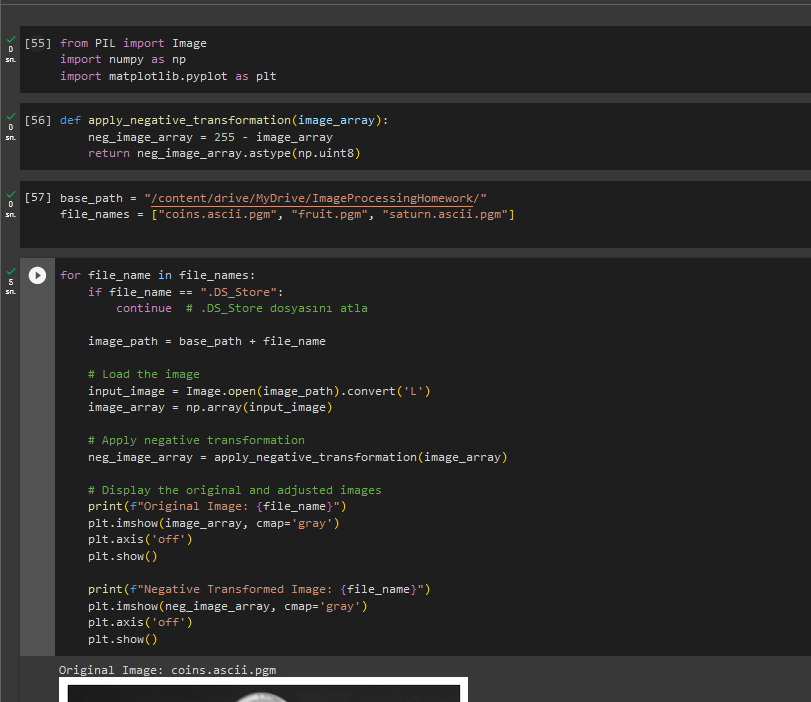 [55] from PIL import Image
0 import numpy as np
sn. import matplotlib.pyplot as plt
[56] def apply_negative_transformation(image_array):
0 neg_image_array = 255 - image_array
sn. return neg_image_array.astype(np.uint8)
[57] base_path = "/content/drive/MyDrive/ImageProcessingHomework/"
0 file_names = ["coins.ascii.pgm", "fruit.pgm", "saturn.ascii.pgm"]
sn.
for file_name in file_names:
5 if file_name == ".DS_Store":
sn. continue # .DS_Store dosyasını atla
image_path = base_path + file_name
# Load the image
input_image = Image.open(image_path).convert('L')
image_array = np.array(input_image)
# Apply negative transformation
neg_image_array = apply_negative_transformation(image_array)
# Display the original and adjusted images
print(f"Original Image: {file_name}")
plt.imshow(image_array, cmap='gray')
plt.axis('off')
plt.show()
print(f"Negative Transformed Image: {file_name}")
plt.imshow(neg_image_array, cmap='gray')
plt.axis('off')
plt.show()
Original Image: coins.ascii.pgm